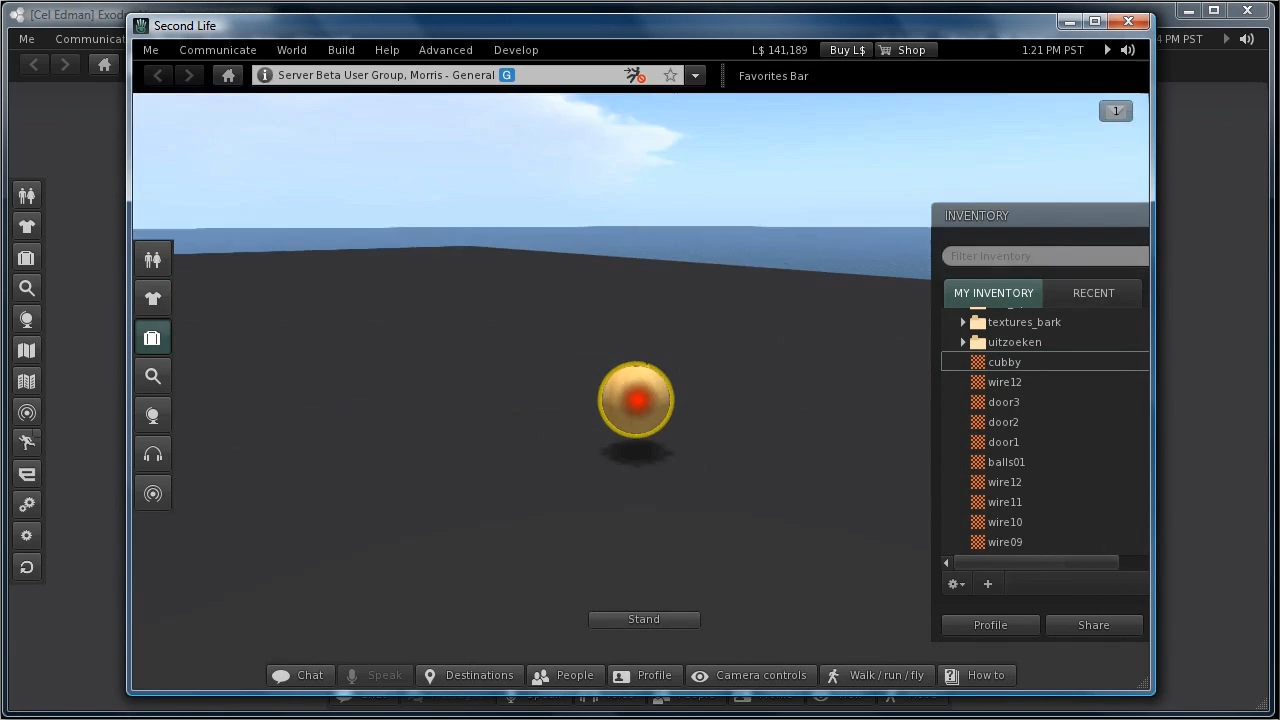 [Cel Edman]
Me
Communicat
PM PST
Second Life
Me Communicate World Build Help Advanced Develop L$ 141,189 Buy L$ Shop 1:21 PM PST
Server Beta User Group, Morris - General G
Favorites Bar
1
INVENTORY
Filter Inventory
MY INVENTORY RECENT
textures_bark
uitzoeken
cubby
wire12
door3
door2
door1
balls01
wire12
wire11
wire10
wire09
Profile Share
Stand
Chat Speak Destinations People Profile Camera controls Walk / run / fly How to